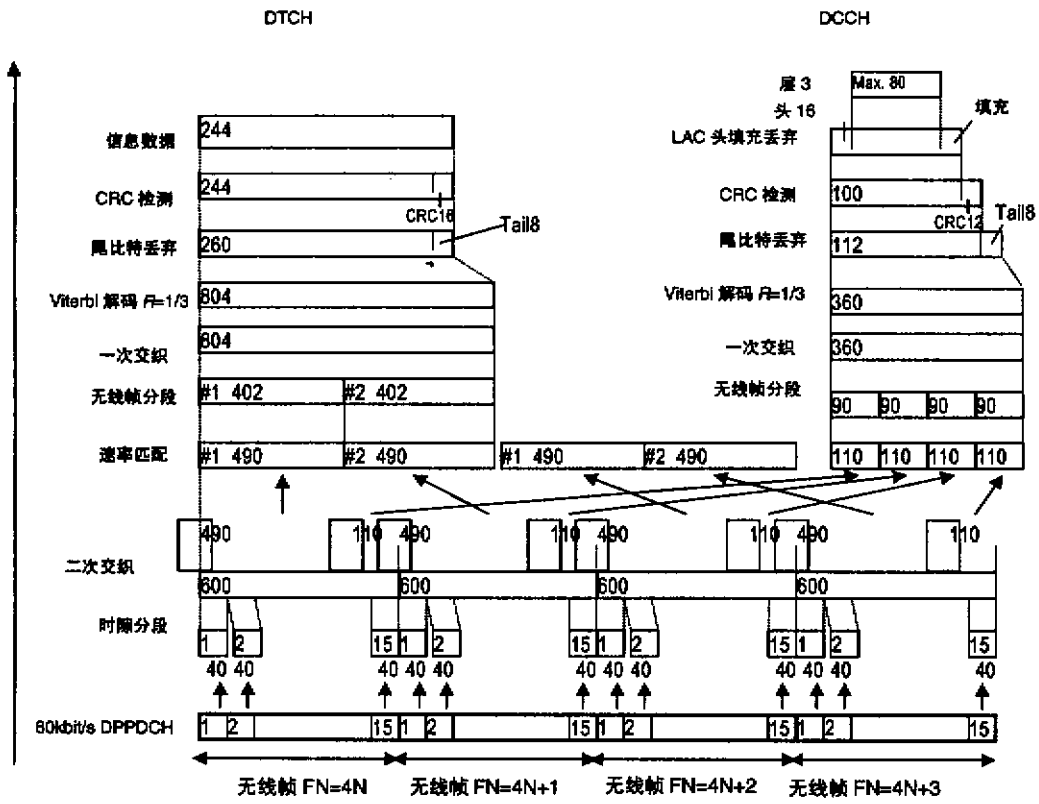 DTCH DCCH
层 3 Max. 80
头 16 填充
信息数据 244 LAC 头填充丢弃
CRC 检测 244 CRC 检测 100
CRC16 Tail8 CRC12 Tail8
尾比特丢弃 260 尾比特丢弃 112
Viterbi 解码 R=1/3 804 Viterbi 解码 R=1/3 360
一次交织 804 一次交织 360
无线帧分段 #1 402 #2 402 无线帧分段 90 90 90 90
速率匹配 #1 490 #2 490 #1 490 #2 490 110 110 110 110
490 110 490 110 490 110 490 110
二次交织 600 600 600 600
时隙分段 1 2 15 1 2 15 1 2 15 1 2 15
40 40 40 40 40 40 40 40 40 40 40 40
60kbit/s DPPDCH 1 2 15 1 2 15 1 2 15 1 2 15
无线帧 FN=4N 无线帧 FN=4N+1 无线帧 FN=4N+2 无线帧 FN=4N+3